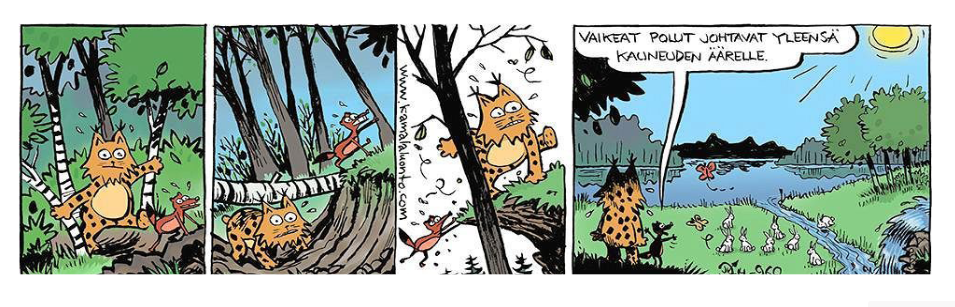 www.kamalaluonto.com
VAIKEAT POLUT JOHTAVAT YLEENSÄ
KAUNEUDEN ÄÄRELLE.